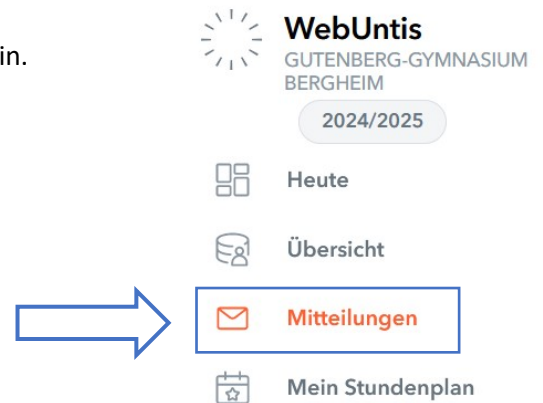 in.
WebUntis
GUTENBERG-GYMNASIUM
BERGHEIM
2024/2025
Heute
Übersicht
Mitteilungen
Mein Stundenplan